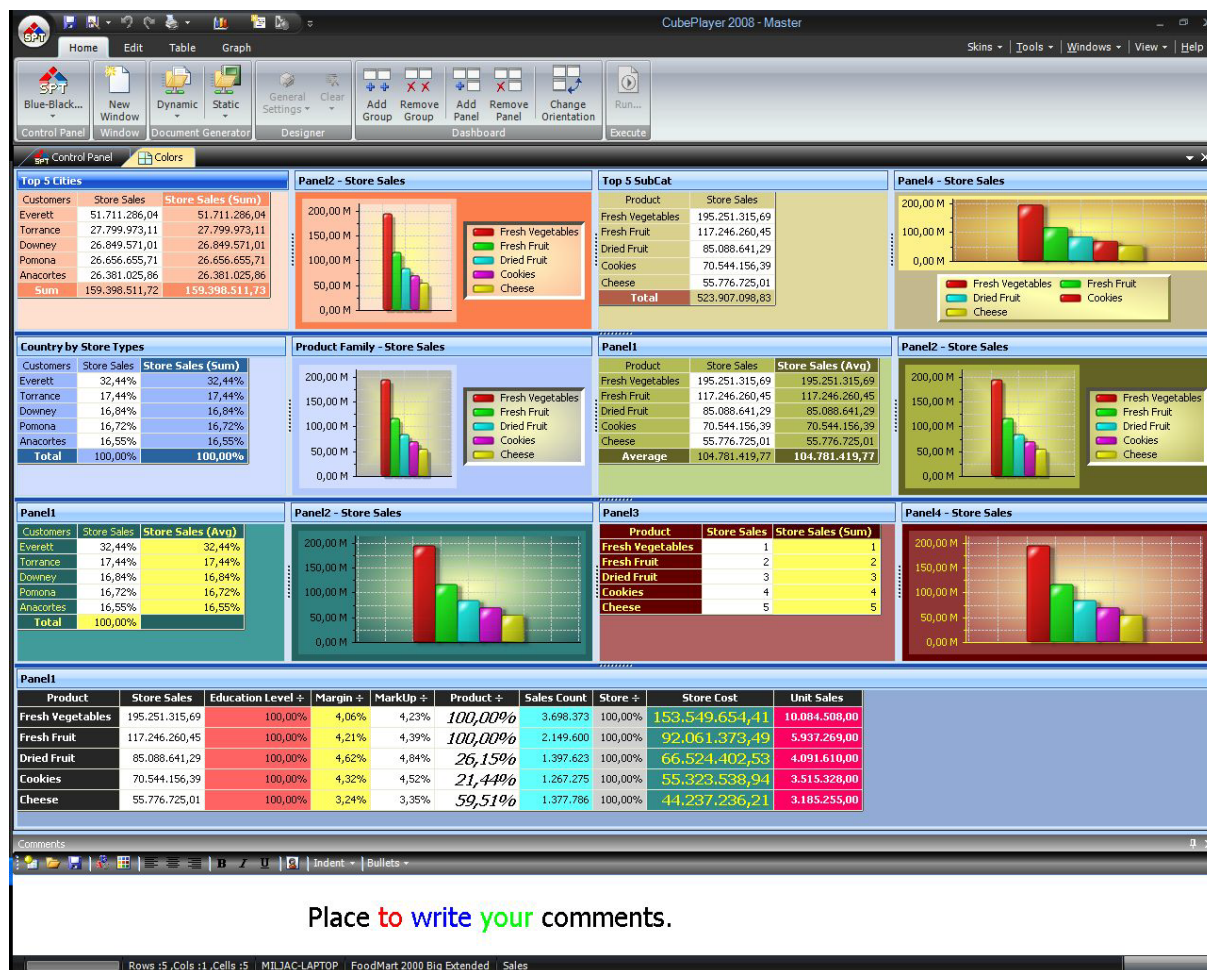 CubePlayer 2008 - Master
SPT
Home Edit Table Graph
Skins Tools Windows View Help
SPT
Blue-Black... New Window Dynamic Static General Settings Clear Add Group Remove Group Add Panel Remove Panel Change Orientation Run...
Control Panel Window Document Generator Designer Dashboard Execute
SPT Control Panel Colors
Top 5 Cities
Customers Store Sales Store Sales (Sum)
Everett 51.711.286,04 51.711.286,04
Torrance 27.799.973,11 27.799.973,11
Downey 26.849.571,01 26.849.571,01
Pomona 26.656.655,71 26.656.655,71
Anacortes 26.381.025,86 26.381.025,86
Sum 159.398.511,72 159.398.511,73
Panel2 - Store Sales
200,00 M
150,00 M
100,00 M
50,00 M
0,00 M
Fresh Vegetables
Fresh Fruit
Dried Fruit
Cookies
Cheese
Top 5 SubCat
Product Store Sales
Fresh Vegetables 195.251.315,69
Fresh Fruit 117.246.260,45
Dried Fruit 85.088.641,29
Cookies 70.544.156,39
Cheese 55.776.725,01
Total 523.907.098,83
Panel4 - Store Sales
200,00 M
100,00 M
0,00 M
Fresh Vegetables Fresh Fruit
Dried Fruit Cookies
Cheese
Country by Store Types
Customers Store Sales Store Sales (Sum)
Everett 32,44% 32,44%
Torrance 17,44% 17,44%
Downey 16,84% 16,84%
Pomona 16,72% 16,72%
Anacortes 16,55% 16,55%
Total 100,00% 100,00%
Product Family - Store Sales
200,00 M
150,00 M
100,00 M
50,00 M
0,00 M
Fresh Vegetables
Fresh Fruit
Dried Fruit
Cookies
Cheese
Panel1
Product Store Sales Store Sales (Avg)
Fresh Vegetables 195.251.315,69 195.251.315,69
Fresh Fruit 117.246.260,45 117.246.260,45
Dried Fruit 85.088.641,29 85.088.641,29
Cookies 70.544.156,39 70.544.156,39
Cheese 55.776.725,01 55.776.725,01
Average 104.781.419,77 104.781.419,77
Panel2 - Store Sales
200,00 M
150,00 M
100,00 M
50,00 M
0,00 M
Fresh Vegetables
Fresh Fruit
Dried Fruit
Cookies
Cheese
Panel1
Customers Store Sales Store Sales (Avg)
Everett 32,44% 32,44%
Torrance 17,44% 17,44%
Downey 16,84% 16,84%
Pomona 16,72% 16,72%
Anacortes 16,55% 16,55%
Total 100,00%
Panel2 - Store Sales
200,00 M
150,00 M
100,00 M
50,00 M
0,00 M
Panel3
Product Store Sales Store Sales (Sum)
Fresh Vegetables 1 1
Fresh Fruit 2 2
Dried Fruit 3 3
Cookies 4 4
Cheese 5 5
Panel4 - Store Sales
200,00 M
150,00 M
100,00 M
50,00 M
0,00 M
Panel1
Product Store Sales Education Level ÷ Margin ÷ MarkUp ÷ Product ÷ Sales Count Store ÷ Store Cost Unit Sales
Fresh Vegetables 195.251.315,69 100,00% 4,06% 4,23% 100,00% 3.698.373 100,00% 153.549.654,41 10.084.508,00
Fresh Fruit 117.246.260,45 100,00% 4,21% 4,39% 100,00% 2.149.600 100,00% 92.061.373,49 5.937.269,00
Dried Fruit 85.088.641,29 100,00% 4,62% 4,84% 26,15% 1.397.623 100,00% 66.524.402,53 4.091.610,00
Cookies 70.544.156,39 100,00% 4,32% 4,52% 21,44% 1.267.275 100,00% 55.323.538,94 3.515.328,00
Cheese 55.776.725,01 100,00% 3,24% 3,35% 59,51% 1.377.786 100,00% 44.237.236,21 3.185.255,00
Comments
B I U Indent Bullets
Place to write your comments.
Rows :5 ,Cols :1 ,Cells :5 MILJAC-LAPTOP FoodMart 2000 Big Extended Sales